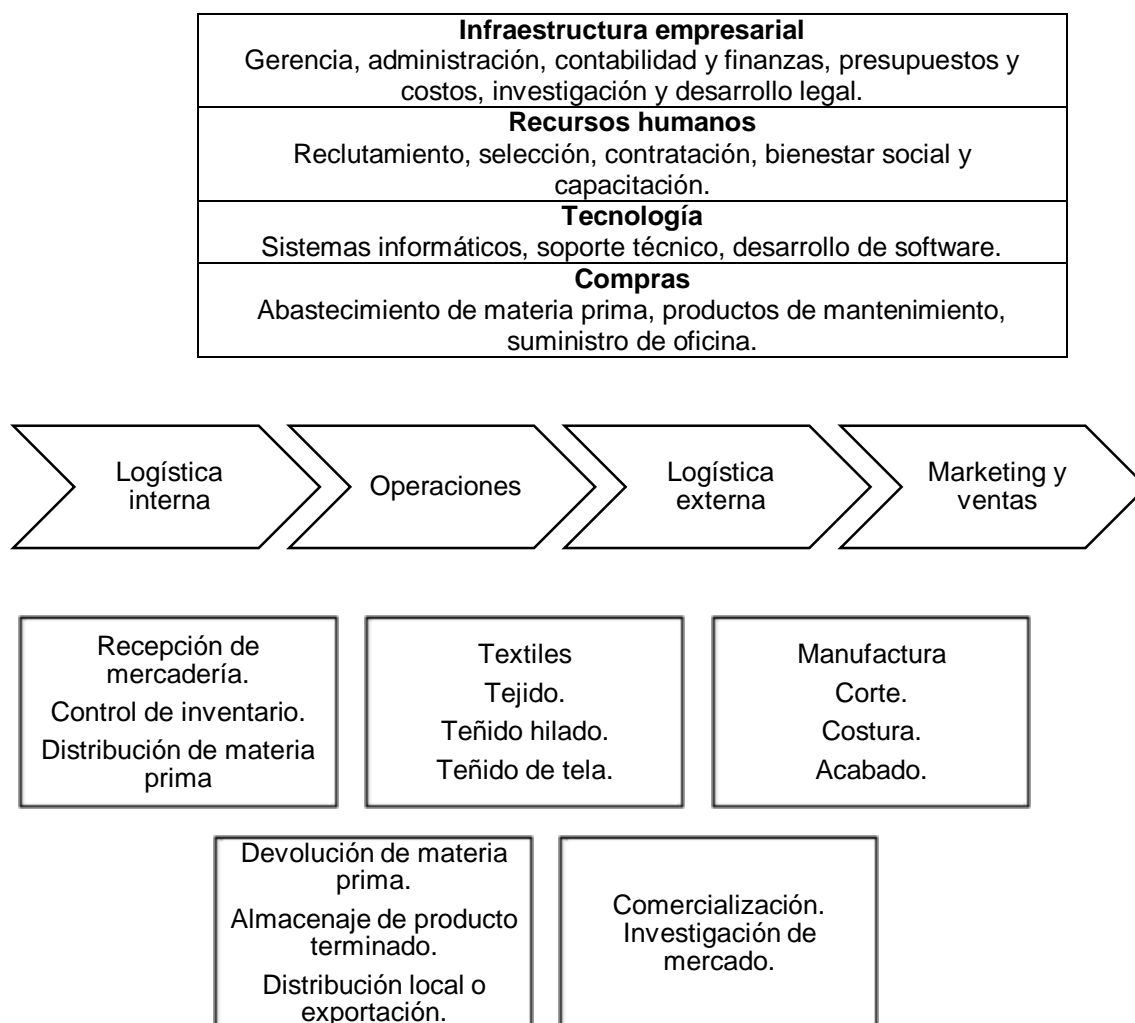 Infraestructura empresarial
Gerencia, administración, contabilidad y finanzas, presupuestos y
costos, investigación y desarrollo legal.
Recursos humanos
Reclutamiento, selección, contratación, bienestar social y
capacitación.
Tecnología
Sistemas informáticos, soporte técnico, desarrollo de software.
Compras
Abastecimiento de materia prima, productos de mantenimiento,
suministro de oficina.
Logística
interna
Operaciones
Logística
externa
Marketing y
ventas
Recepción de
mercadería.
Control de inventario.
Distribución de materia
prima
Textiles
Tejido.
Teñido hilado.
Teñido de tela.
Manufactura
Corte.
Costura.
Acabado.
Devolución de materia
prima.
Almacenaje de producto
terminado.
Distribución local o
exportación.
Comercialización.
Investigación de
mercado.